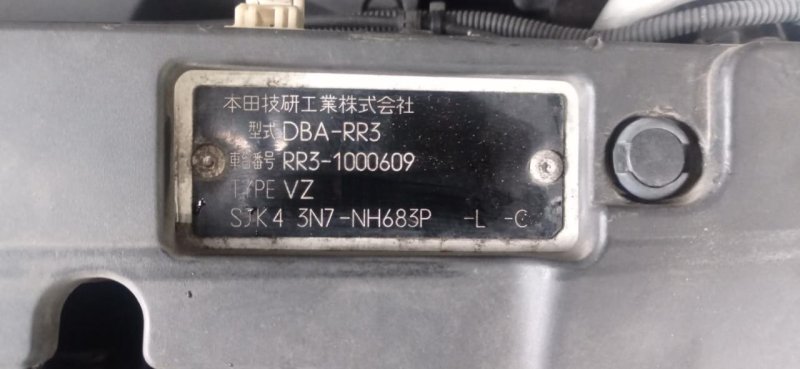 本田技研工業株式会社
型式 DBA-RR3
車台番号 RR3-1000609
TYPE VZ
SJK4 3N7-NH683P -L -C